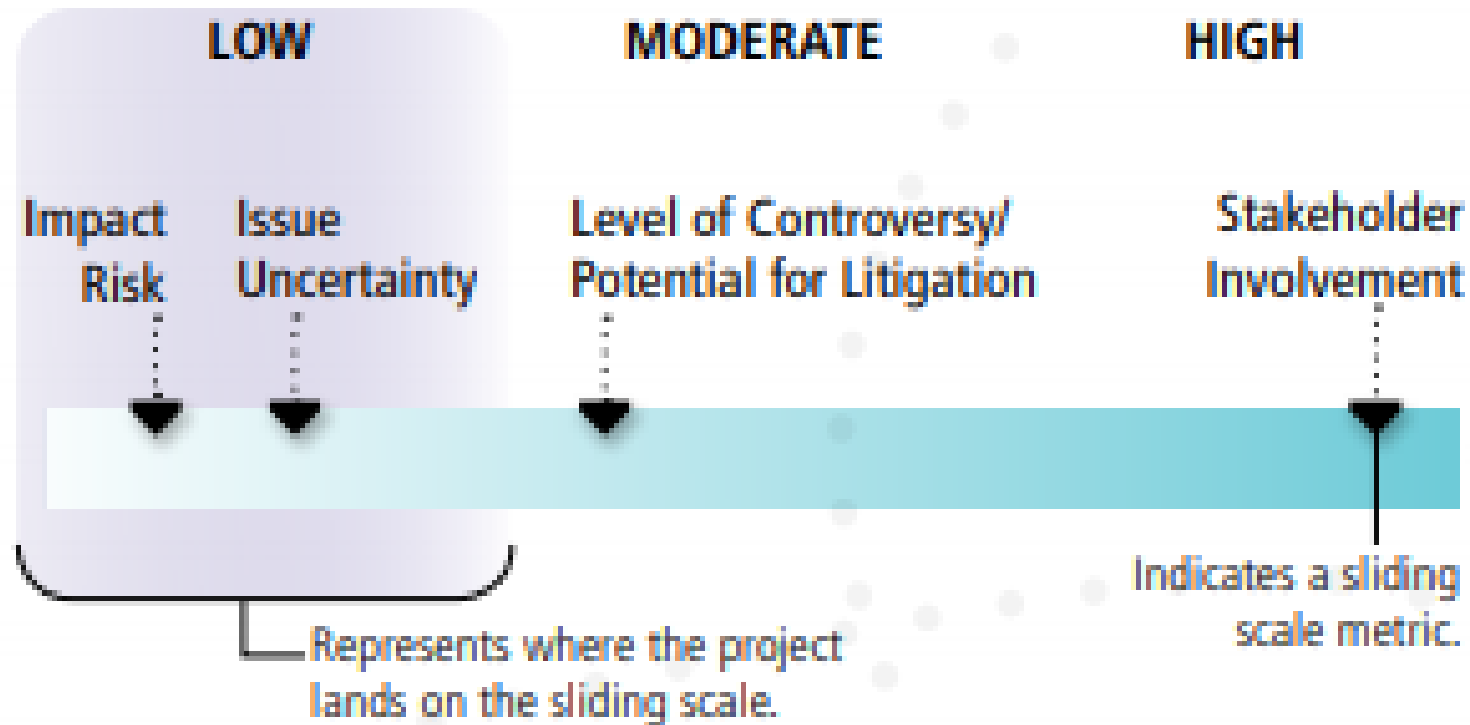 LOW
MODERATE
HIGH
Impact
Risk
Issue
Uncertainty
Level of Controversy/
Potential for Litigation
Stakeholder
Involvement
Indicates a sliding
scale metric.
Represents where the project
lands on the sliding scale.